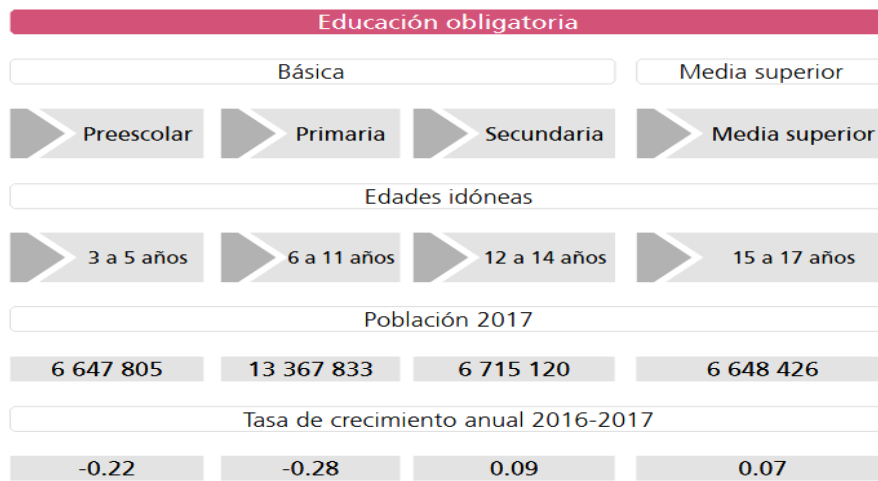 Educación obligatoria
Básica Media superior
Preescolar Primaria Secundaria Media superior
Edades idóneas
3 a 5 años 6 a 11 años 12 a 14 años 15 a 17 años
Población 2017
6 647 805 13 367 833 6 715 120 6 648 426
Tasa de crecimiento anual 2016-2017
-0.22 -0.28 0.09 0.07